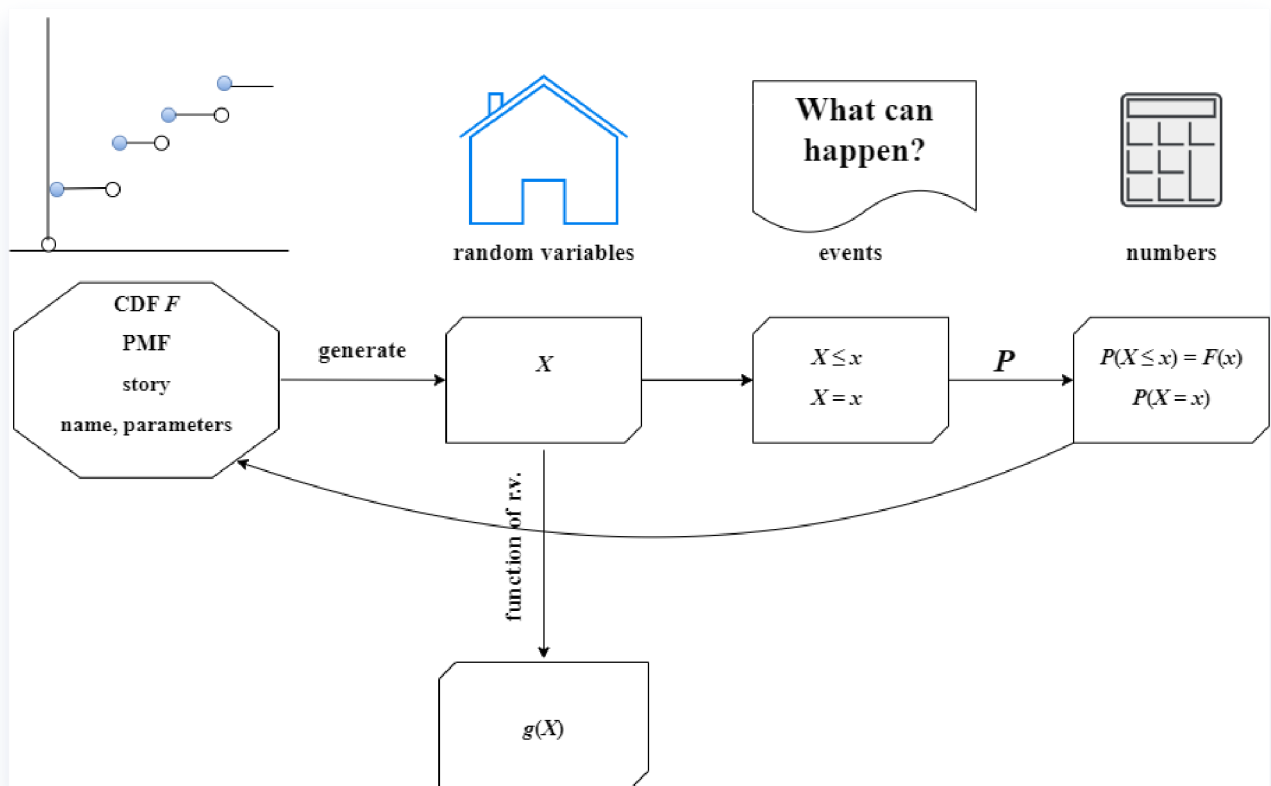 What can
happen?
random variables
events
numbers
CDF F
PMF
story
name, parameters
generate
X
X ≤ x
X = x
P
P(X ≤ x) = F(x)
P(X = x)
function of r.v.
g(X)